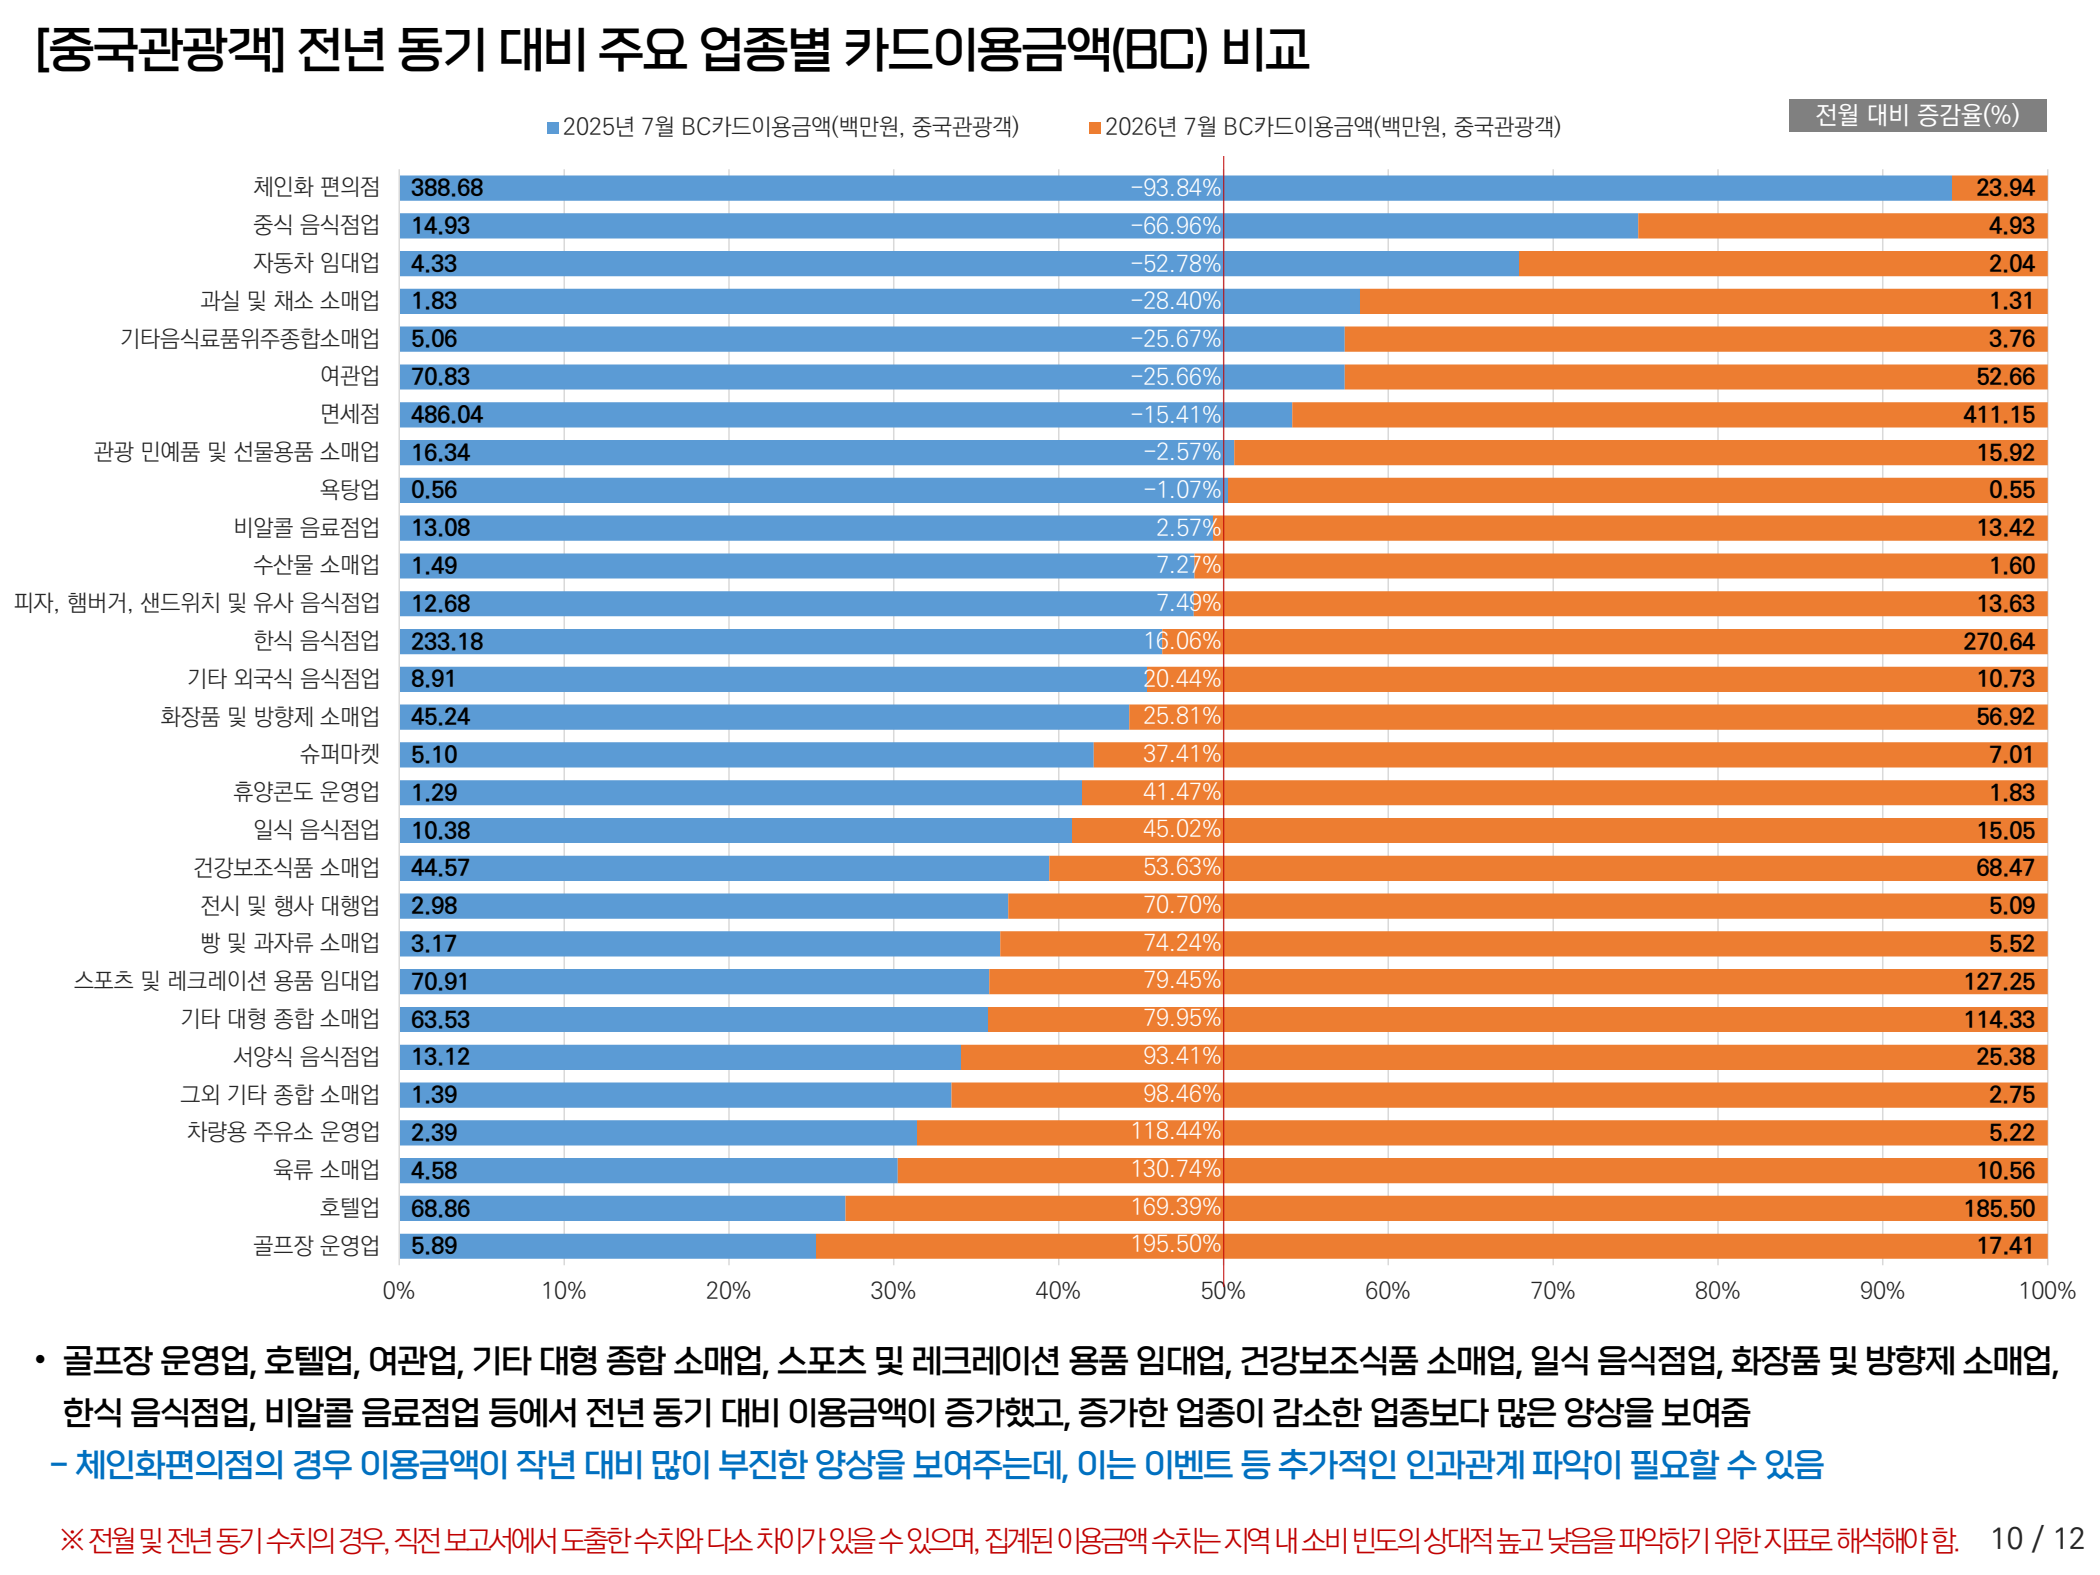 [중국관광객] 전년 동기 대비 주요 업종별 카드이용금액(BC) 비교
2025년 7월 BC카드이용금액(백만원, 중국관광객) 2026년 7월 BC카드이용금액(백만원, 중국관광객) 전월 대비 증감율(%)
체인화 편의점 388.68 -93.84% 23.94
중식 음식점업 14.93 -66.96% 4.93
자동차 임대업 4.33 -52.78% 2.04
과실 및 채소 소매업 1.83 -28.40% 1.31
기타음식료품위주종합소매업 5.06 -25.67% 3.76
여관업 70.83 -25.66% 52.66
면세점 486.04 -15.41% 411.15
관광 민예품 및 선물용품 소매업 16.34 -2.57% 15.92
욕탕업 0.56 -1.07% 0.55
비알콜 음료점업 13.08 2.57% 13.42
수산물 소매업 1.49 7.27% 1.60
피자, 햄버거, 샌드위치 및 유사 음식점업 12.68 7.49% 13.63
한식 음식점업 233.18 16.06% 270.64
기타 외국식 음식점업 8.91 20.44% 10.73
화장품 및 방향제 소매업 45.24 25.81% 56.92
슈퍼마켓 5.10 37.41% 7.01
휴양콘도 운영업 1.29 41.47% 1.83
일식 음식점업 10.38 45.02% 15.05
건강보조식품 소매업 44.57 53.63% 68.47
전시 및 행사 대행업 2.98 70.70% 5.09
빵 및 과자류 소매업 3.17 74.24% 5.52
스포츠 및 레크레이션 용품 임대업 70.91 79.45% 127.25
기타 대형 종합 소매업 63.53 79.95% 114.33
서양식 음식점업 13.12 93.41% 25.38
그외 기타 종합 소매업 1.39 98.46% 2.75
차량용 주유소 운영업 2.39 118.44% 5.22
육류 소매업 4.58 130.74% 10.56
호텔업 68.86 169.39% 185.50
골프장 운영업 5.89 195.50% 17.41
0% 10% 20% 30% 40% 50% 60% 70% 80% 90% 100%
• 골프장 운영업, 호텔업, 여관업, 기타 대형 종합 소매업, 스포츠 및 레크레이션 용품 임대업, 건강보조식품 소매업, 일식 음식점업, 화장품 및 방향제 소매업,
한식 음식점업, 비알콜 음료점업 등에서 전년 동기 대비 이용금액이 증가했고, 증가한 업종이 감소한 업종보다 많은 양상을 보여줌
- 체인화편의점의 경우 이용금액이 작년 대비 많이 부진한 양상을 보여주는데, 이는 이벤트 등 추가적인 인과관계 파악이 필요할 수 있음
※ 전월 및 전년 동기 수치의 경우, 직전 보고서에서 도출한 수치와 다소 차이가 있을 수 있으며, 집계된 이용금액 수치는 지역 내 소비 빈도의 상대적 높고 낮음을 파악하기 위한 지표로 해석해야 함. 10 / 12